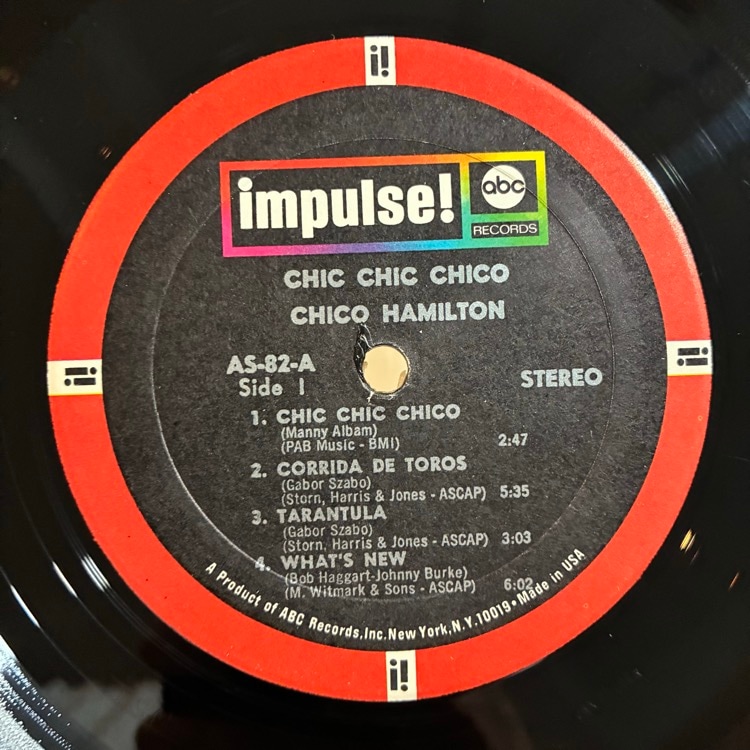 i!
impulse!
abc
RECORDS
CHIC CHIC CHICO
CHICO HAMILTON
AS-82-A
Side 1
STEREO
i!
i!
1. CHIC CHIC CHICO
(Manny Albam)
(PAB Music - BMI) 2:47
2. CORRIDA DE TOROS
(Gabor Szabo)
(Storn, Harris & Jones - ASCAP) 5:35
3. TARANTULA
(Gabor Szabo)
(Storn, Harris & Jones - ASCAP) 3:03
4. WHAT'S NEW
(Bob Haggart-Johnny Burke)
(M. Witmark & Sons - ASCAP) 6:02
A Product of ABC Records, Inc. New York, N.Y. 10019 • Made in USA
i!